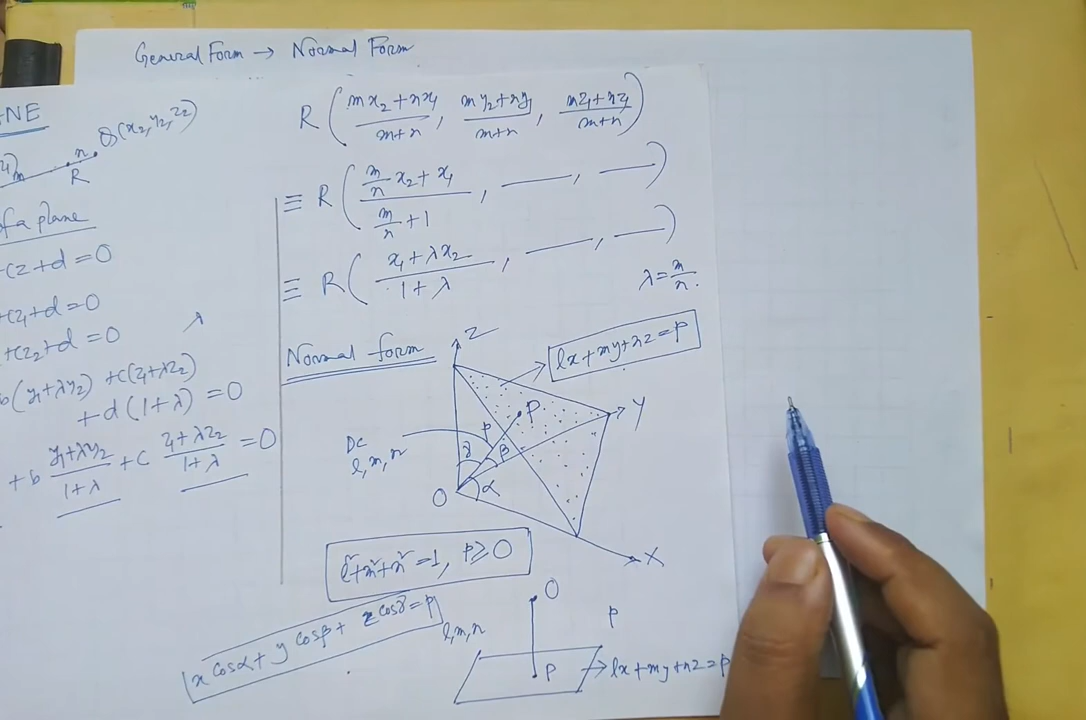 General Form → Normal Form
NE
Q(x₂, y₂, z₂)
m n
R
of a plane
+cz+d=0
+cz₁+d=0
+cz₂+d=0
λ
b(y₁+λy₂) +c(z₁+λz₂)
+d(1+λ)=0
+b (y₁+λy₂)/(1+λ) +c (z₁+λz₂)/(1+λ) =0
R((mx₂+nx₁)/(m+n), (my₂+ny₁)/(m+n), (mz₁+nz₁)/(m+n))
≡ R((m/n x₂+x₁)/(m/n+1), —, —)
≡ R((x₁+λx₂)/(1+λ), —, —)
λ=m/n.
Normal form
lx+my+nz=p
Z
P
Y
DC
l,m,n
p
γ β
O α
X
l²+m²+n²=1, p≥0
x cosα+y cosβ+ z cosγ=p
O
l,m,n
p
P
→ lx+my+nz=p